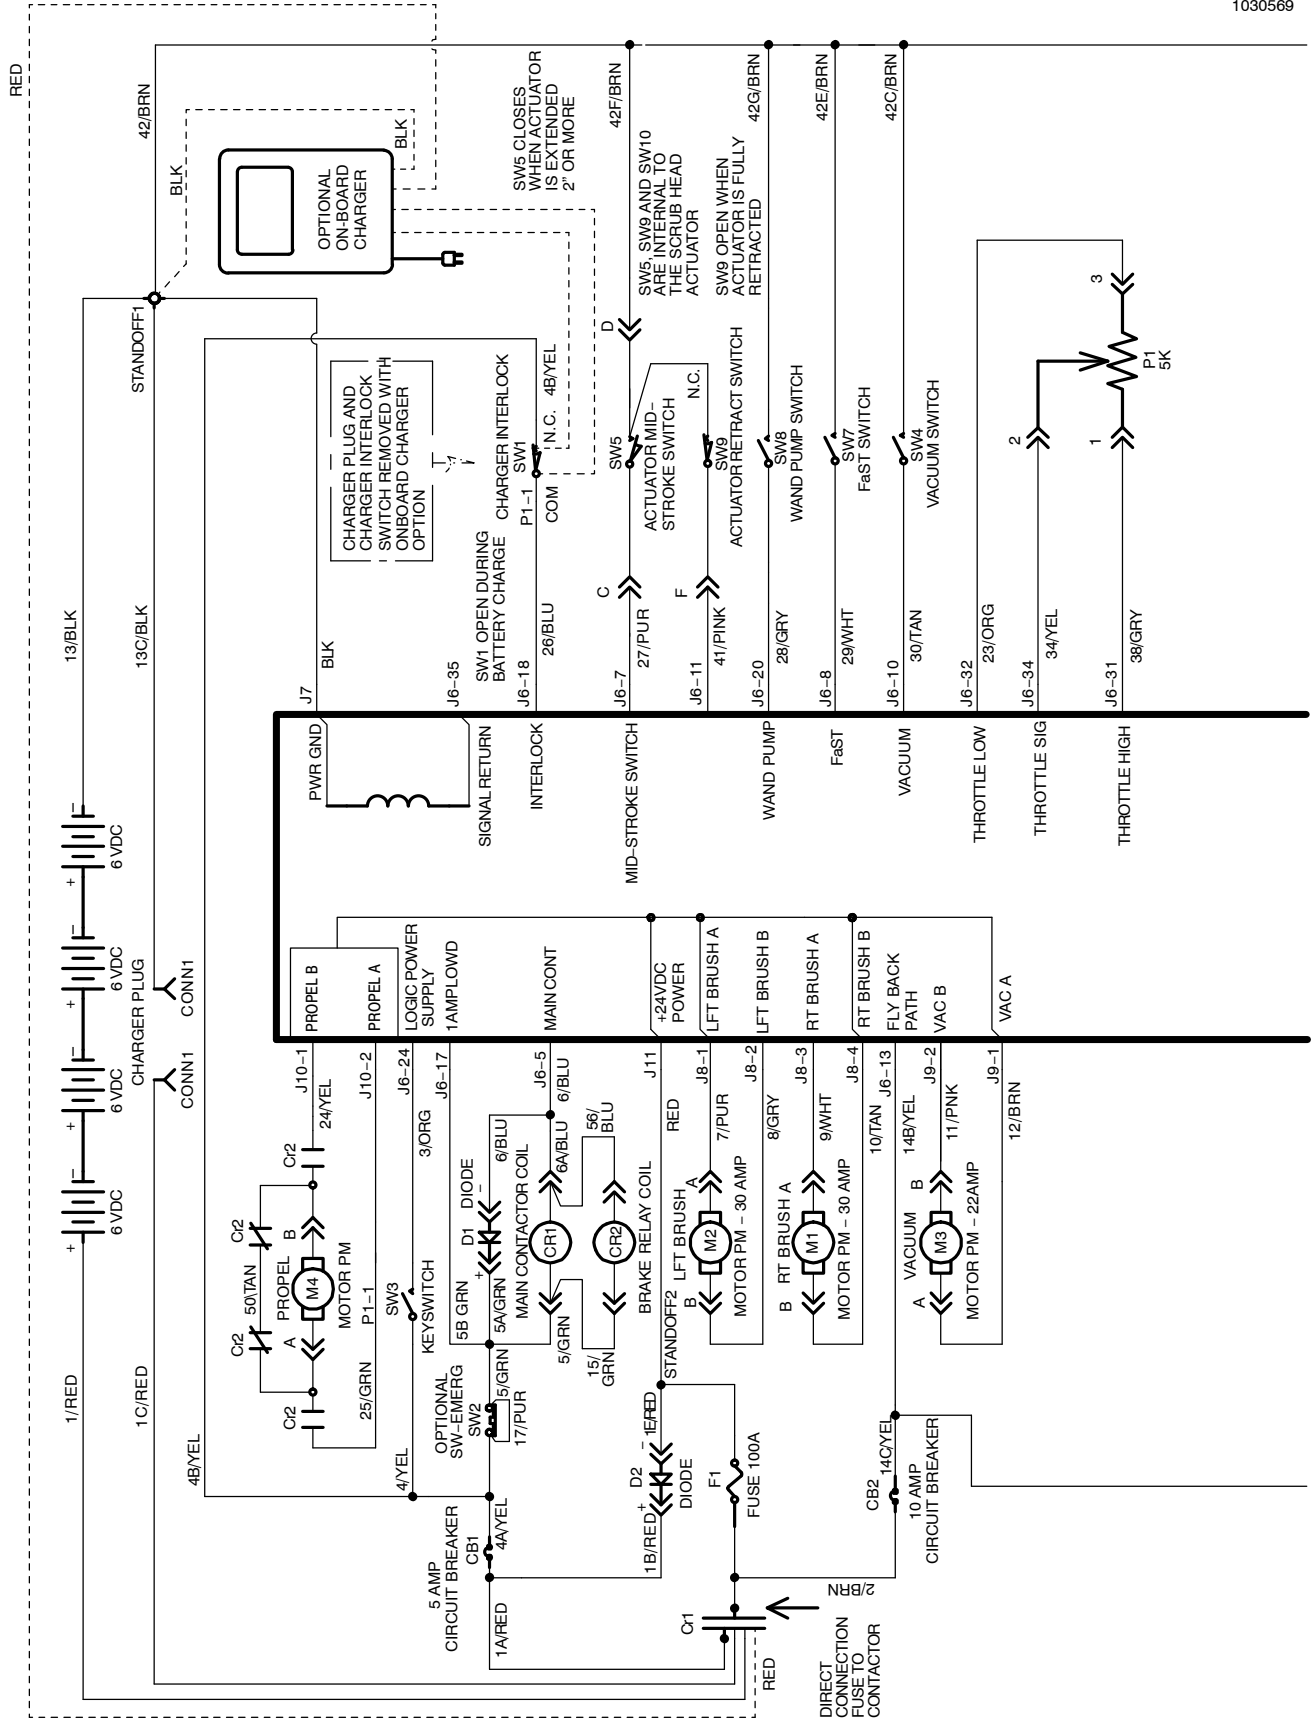 1030569
RED
42/BRN
BLK
BLK
OPTIONAL
ON-BOARD
CHARGER
STANDOFF1
SW5 CLOSES
WHEN ACTUATOR
IS EXTENDED
2" OR MORE
42F/BRN
42G/BRN
42E/BRN
42C/BRN
SW5, SW9 AND SW10
ARE INTERNAL TO
THE SCRUB HEAD
ACTUATOR
SW9 OPEN WHEN
ACTUATOR IS FULLY
RETRACTED
CHARGER PLUG AND
CHARGER INTERLOCK
SWITCH REMOVED WITH
ONBOARD CHARGER
OPTION
CHARGER INTERLOCK
SW1
N.C.
4B/YEL
P1-1
COM
D
SW5
ACTUATOR MID-
STROKE SWITCH
N.C.
SW9
ACTUATOR RETRACT SWITCH
SW8
WAND PUMP SWITCH
SW7
FaST SWITCH
SW4
VACUUM SWITCH
3
P1
5K
2
1
13/BLK
13C/BLK
BLK
J7
J6-35
SW1 OPEN DURING
BATTERY CHARGE
26/BLU
J6-18
C
27/PUR
J6-7
F
41/PINK
J6-11
28/GRY
J6-20
29/WHT
J6-8
30/TAN
J6-10
23/ORG
J6-32
34/YEL
J6-34
38/GRY
J6-31
PWR GND
SIGNAL RETURN
INTERLOCK
MID-STROKE SWITCH
WAND PUMP
FaST
VACUUM
THROTTLE LOW
THROTTLE SIG
THROTTLE HIGH
+ -
6 VDC
+ -
6 VDC
+ -
6 VDC
+ -
6 VDC
CHARGER PLUG
CONN1
CONN1
PROPEL B
PROPEL A
LOGIC POWER
SUPPLY
1AMPLOWD
MAIN CONT
+24VDC
POWER
LFT BRUSH A
LFT BRUSH B
RT BRUSH A
RT BRUSH B
FLY BACK
PATH
VAC B
VAC A
J10-1
J10-2
J6-24
J6-17
J6-5
J11
J8-1
J8-2
J8-3
J8-4
J6-13
J9-2
J9-1
24/YEL
3/ORG
6/BLU
6/BLU
6A/BLU
56/
BLU
RED
7/PUR
8/GRY
9/WHT
10/TAN
14B/YEL
11/PNK
12/BRN
Cr2
Cr2
50\TAN
Cr2
Cr2
B
PROPEL
M4
MOTOR PM
A
P1-1
25/GRN
SW3
KEYSWITCH
4/YEL
DIODE
-
D1
+
5B GRN
5A/GRN
MAIN CONTACTOR COIL
CR1
CR2
BRAKE RELAY COIL
5/GRN
15/
GRN
OPTIONAL
SW-EMERG
SW2
5/GRN
17/PUR
STANDOFF2
LFT BRUSH
A
M2
B
MOTOR PM - 30 AMP
RT BRUSH A
M1
B
MOTOR PM - 30 AMP
VACUUM
B
M3
A
MOTOR PM - 22AMP
1/RED
1C/RED
4B/YEL
5 AMP
CIRCUIT BREAKER
CB1
4A/YEL
1A/RED
1B/RED
+
D2
-
DIODE
1E/RED
F1
FUSE 100A
CB2
14C/YEL
10 AMP
CIRCUIT BREAKER
2/BRN
Cr1
RED
DIRECT
CONNECTION
FUSE TO
CONTACTOR